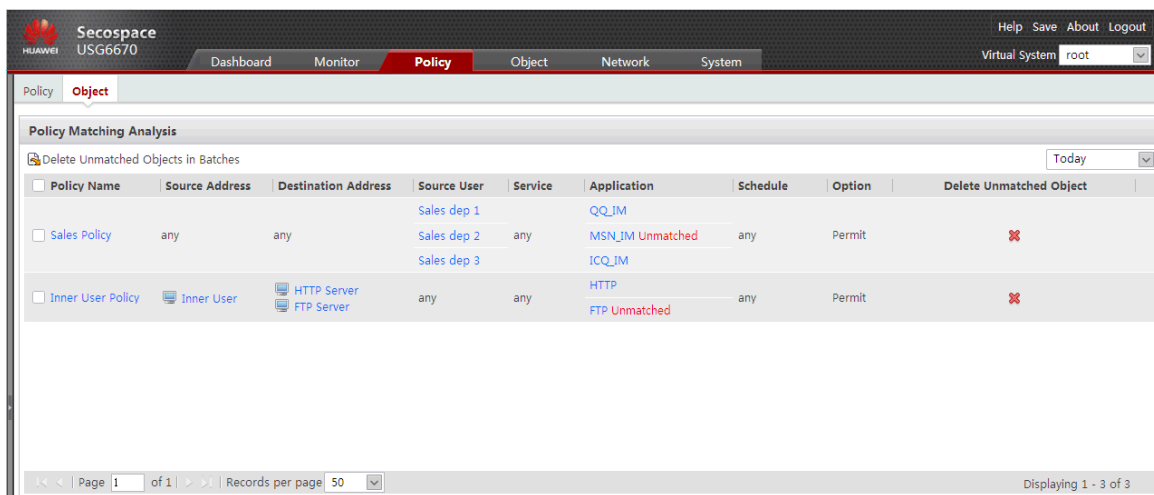 HUAWEI
Secospace
USG6670
Help Save About Logout
Virtual System root
Dashboard Monitor Policy Object Network System
Policy Object
Policy Matching Analysis
Delete Unmatched Objects in Batches Today
Policy Name Source Address Destination Address Source User Service Application Schedule Option Delete Unmatched Object
Sales dep 1 QQ_IM
Sales Policy any any Sales dep 2 any MSN_IM Unmatched any Permit
Sales dep 3 ICQ_IM
Inner User Policy Inner User HTTP Server any any HTTP any Permit
FTP Server FTP Unmatched
Page 1 of 1 Records per page 50 Displaying 1 - 3 of 3